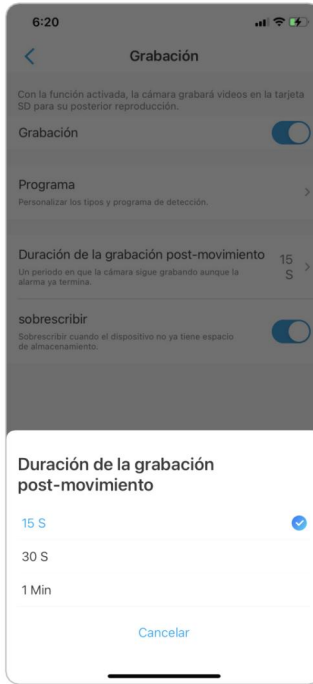 6:20
Grabación
Con la función activada, la cámara grabará videos en la tarjeta
SD para su posterior reproducción.
Grabación
Programa
Personalizar los tipos y programa de detección.
Duración de la grabación post-movimiento
15
S
Un periodo en que la cámara sigue grabando aunque la
alarma ya termina.
sobrescribir
Sobrescribir cuando el dispositivo no ya tiene espacio
de almacenamiento.
Duración de la grabación
post-movimiento
15 S
30 S
1 Min
Cancelar